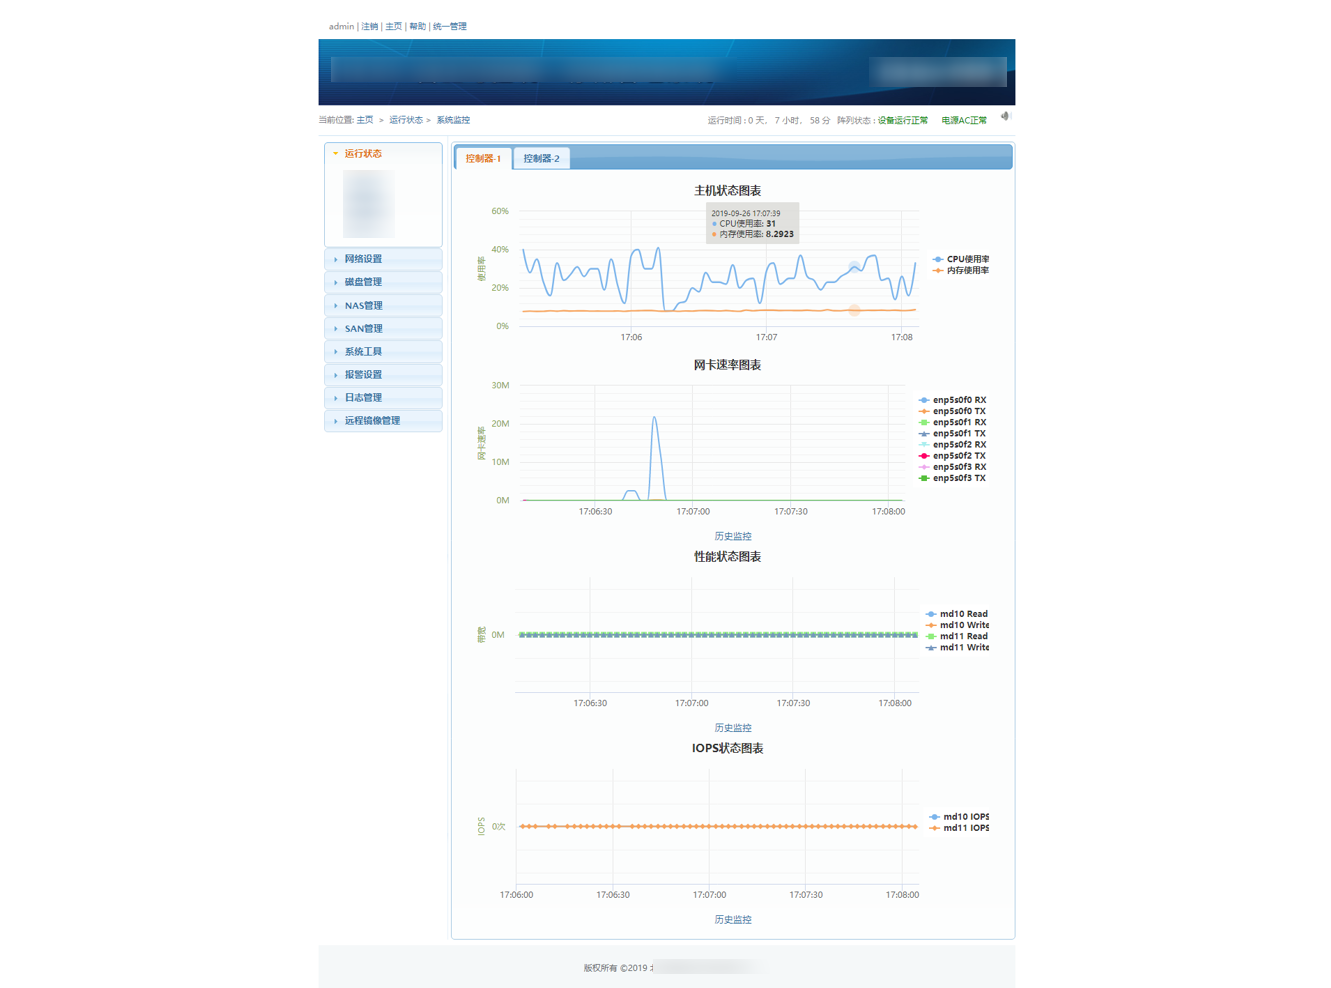 admin | 注销 | 主页 | 帮助 | 统一管理
当前位置: 主页 > 运行状态 > 系统监控
运行时间 : 0 天, 7 小时, 58 分 阵列状态 : 设备运行正常 电源AC正常
运行状态
网络设置
磁盘管理
NAS管理
SAN管理
系统工具
报警设置
日志管理
远程镜像管理
控制器-1
控制器-2
主机状态图表
2019-09-26 17:07:39
CPU使用率: 31
内存使用率: 8.2923
使用率
60%
40%
20%
0%
17:06
17:07
17:08
CPU使用率
内存使用率
网卡速率图表
网卡速率
30M
20M
10M
0M
17:06:30
17:07:00
17:07:30
17:08:00
enp5s0f0 RX
enp5s0f0 TX
enp5s0f1 RX
enp5s0f1 TX
enp5s0f2 RX
enp5s0f2 TX
enp5s0f3 RX
enp5s0f3 TX
历史监控
性能状态图表
带宽
0M
17:06:30
17:07:00
17:07:30
17:08:00
md10 Read
md10 Write
md11 Read
md11 Write
历史监控
IOPS状态图表
IOPS
0次
17:06:00
17:06:30
17:07:00
17:07:30
17:08:00
md10 IOPS
md11 IOPS
历史监控
版权所有 ©2019